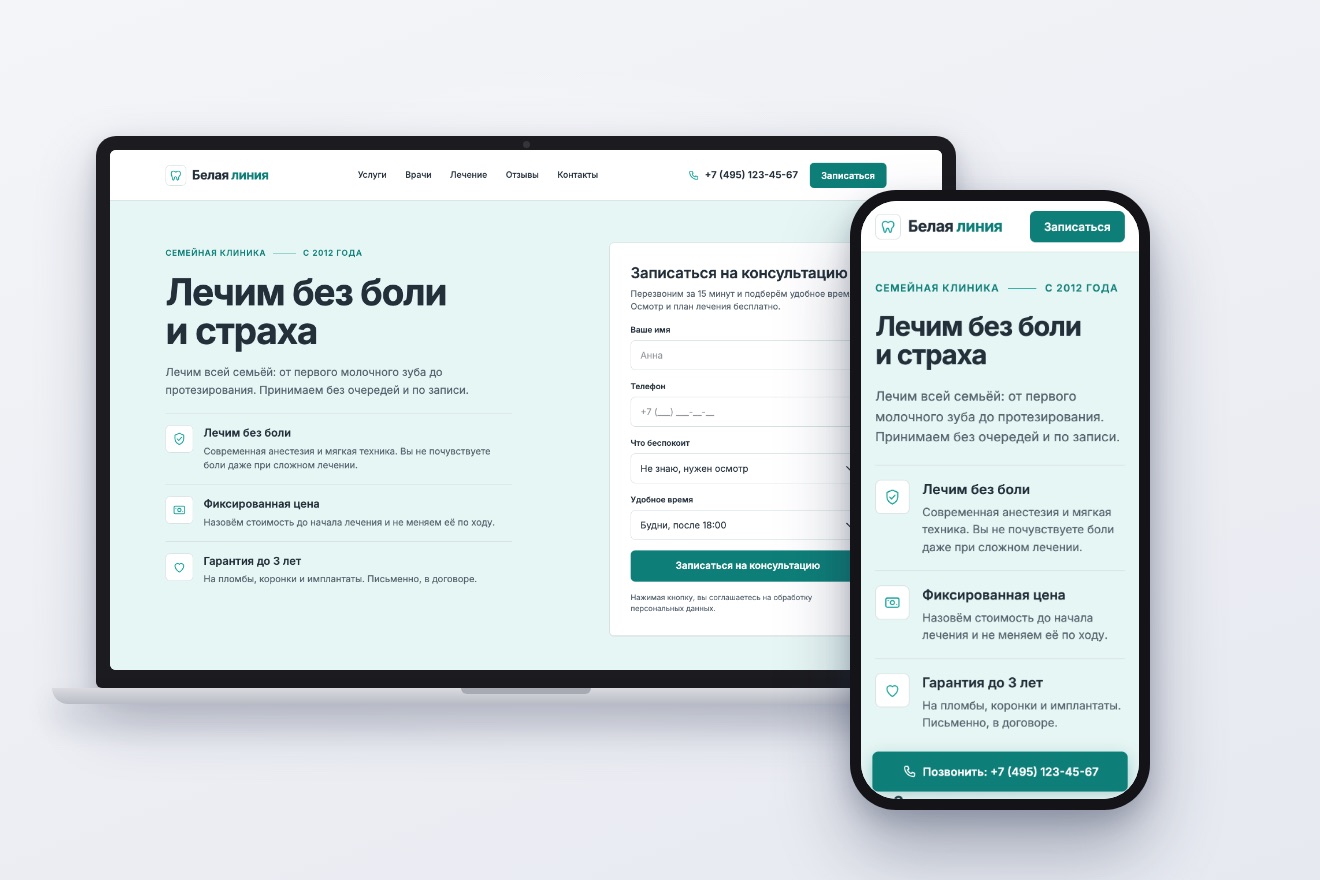 Белая линия
Услуги Врачи Лечение Отзывы Контакты
+7 (495) 123-45-67
Записаться
СЕМЕЙНАЯ КЛИНИКА — С 2012 ГОДА
Лечим без боли
и страха
Лечим всей семьёй: от первого молочного зуба до
протезирования. Принимаем без очередей и по записи.
Лечим без боли
Современная анестезия и мягкая техника. Вы не почувствуете
боли даже при сложном лечении.
Фиксированная цена
Назовём стоимость до начала лечения и не меняем её по ходу.
Гарантия до 3 лет
На пломбы, коронки и имплантаты. Письменно, в договоре.
Записаться на консультацию
Перезвоним за 15 минут и подберём удобное
Осмотр и план лечения бесплатно.
Ваше имя
Анна
Телефон
+7 (___) ___-__-__
Что беспокоит
Не знаю, нужен осмотр
Удобное время
Будни, после 18:00
Записаться на консультацию
Нажимая кнопку, вы соглашаетесь на обработку
персональных данных.
Белая линия
Записаться
СЕМЕЙНАЯ КЛИНИКА — С 2012 ГОДА
Лечим без боли
и страха
Лечим всей семьёй: от первого
молочного зуба до протезирования.
Принимаем без очередей и по записи.
Лечим без боли
Современная анестезия и мягкая
техника. Вы не почувствуете боли
даже при сложном лечении.
Фиксированная цена
Назовём стоимость до начала
лечения и не меняем её по ходу.
Гарантия до 3 лет
На пломбы, коронки и имплантаты.
Письменно, в договоре.
Позвонить: +7 (495) 123-45-67